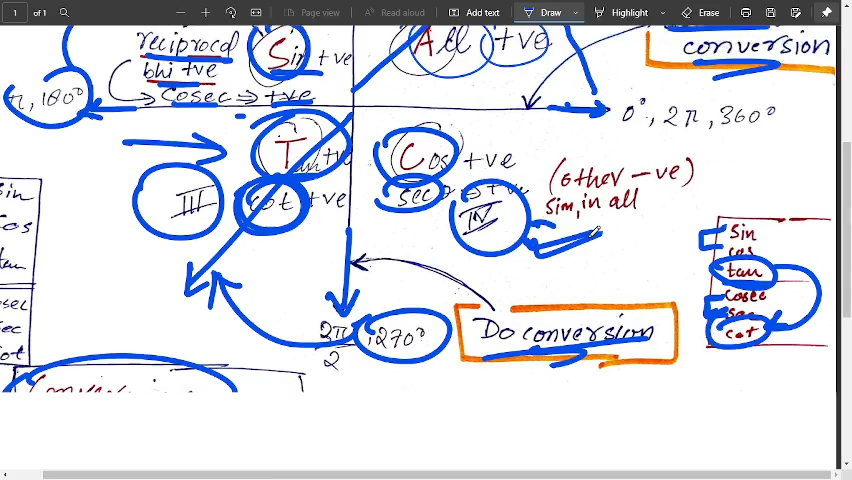 1 of 1
Page view
Read aloud
Add text
Draw
Highlight
Erase
reciprocal
Sin +ve
All +ve
conversion
bhi +ve
Cosec ⇒ +ve
π, 180°
0°, 2π, 360°
Tan +ve
Cos +ve
III
cot +ve
sec ⇒ +ve
IV
(other -ve)
sim, in all
sin
cos
tan
cosec
sec
cot
Sin
cos
tan
cosec
sec
cot
270°
2
Do conversion